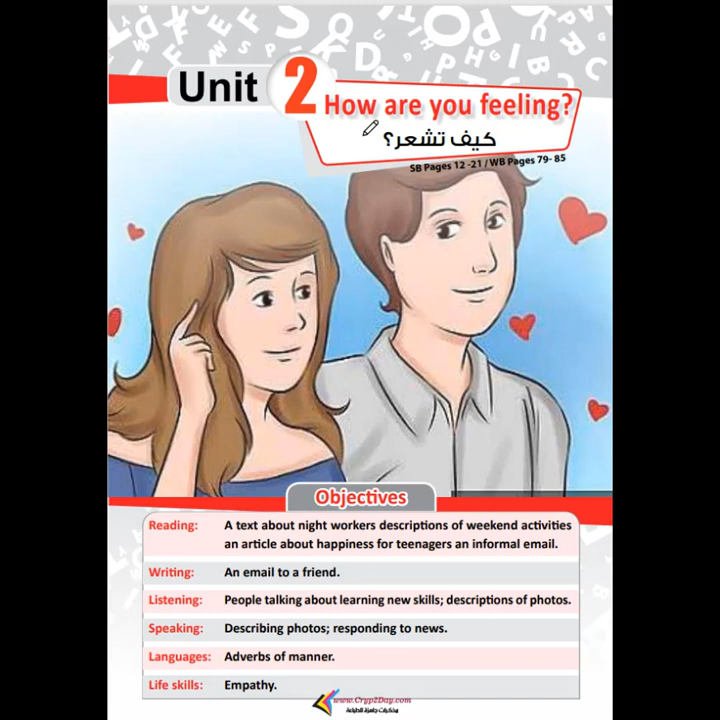 Unit 2
How are you feeling?
كيف تشعر؟
SB Pages 12 -21 / WB Pages 79- 85
Objectives
Reading: A text about night workers descriptions of weekend activities
an article about happiness for teenagers an informal email.
Writing: An email to a friend.
Listening: People talking about learning new skills; descriptions of photos.
Speaking: Describing photos; responding to news.
Languages: Adverbs of manner.
Life skills: Empathy.
www.Cryp2Day.com
مذكرات جاهزة للطباعة